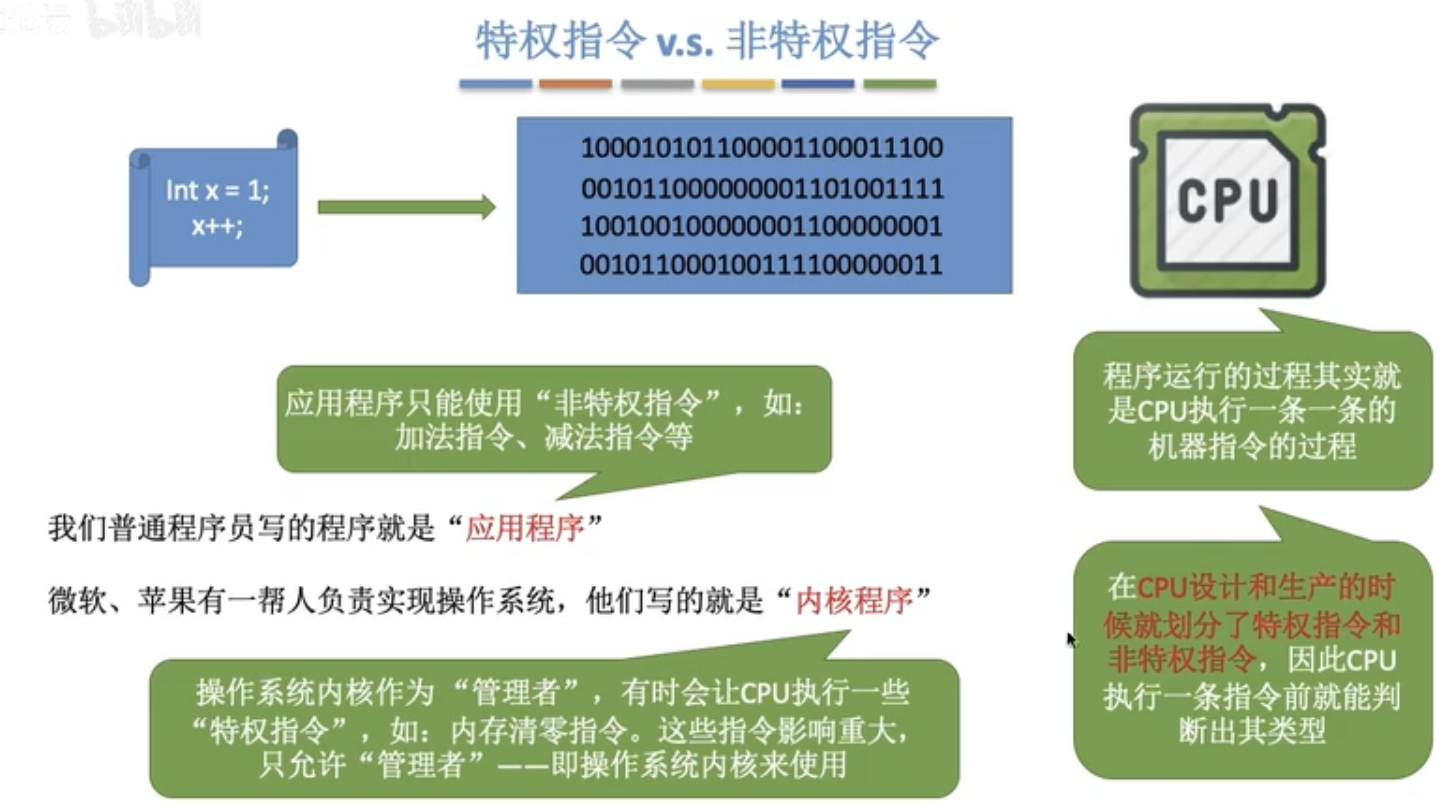 特权指令 v.s. 非特权指令
Int x = 1;
x++;
1000101011000011000 11100
0010110000000011010 01111
1001001000000011000 00001
0010110001001111000 00011
CPU
程序运行的过程其实就
是CPU执行一条一条的
机器指令的过程
应用程序只能使用“非特权指令”，如：
加法指令、减法指令等
我们普通程序员写的程序就是“应用程序”
微软、苹果有一帮人负责实现操作系统，他们写的就是“内核程序”
在CPU设计和生产的时
候就划分了特权指令和
非特权指令，因此CPU
执行一条指令前就能判
断出其类型
操作系统内核作为 “管理者”，有时会让CPU执行一些
“特权指令”，如：内存清零指令。这些指令影响重大，
只允许“管理者”——即操作系统内核来使用